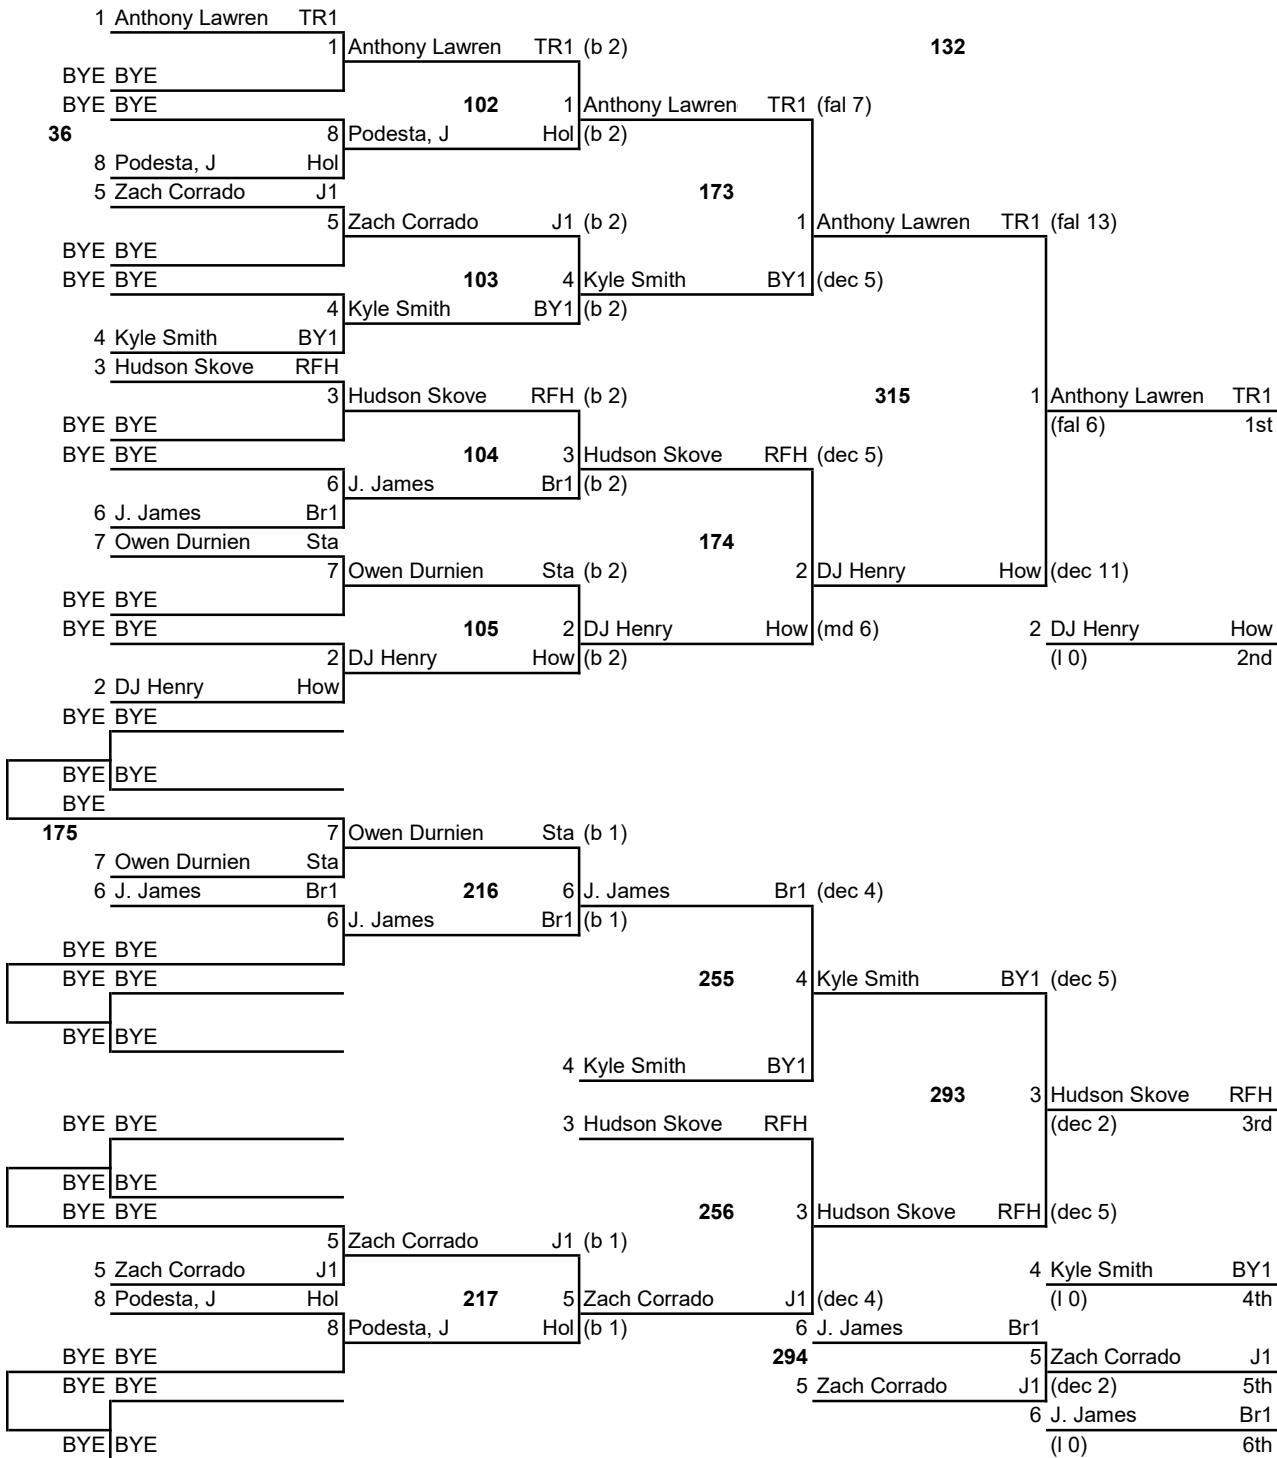 1 Anthony Lawren TR1
1 Anthony Lawren TR1 (b 2) 132
BYE BYE
BYE BYE 102 1 Anthony Lawren TR1 (fal 7)
36 8 Podesta, J Hol (b 2)
8 Podesta, J Hol
5 Zach Corrado J1 173
5 Zach Corrado J1 (b 2) 1 Anthony Lawren TR1 (fal 13)
BYE BYE
BYE BYE 103 4 Kyle Smith BY1 (dec 5)
4 Kyle Smith BY1 (b 2)
4 Kyle Smith BY1
3 Hudson Skove RFH
3 Hudson Skove RFH (b 2) 315 1 Anthony Lawren TR1
BYE BYE (fal 6) 1st
BYE BYE 104 3 Hudson Skove RFH (dec 5)
6 J. James Br1 (b 2)
6 J. James Br1
7 Owen Durnien Sta 174
7 Owen Durnien Sta (b 2) 2 DJ Henry How (dec 11)
BYE BYE
BYE BYE 105 2 DJ Henry How (md 6) 2 DJ Henry How
2 DJ Henry How (b 2) (l 0) 2nd
2 DJ Henry How
BYE BYE
BYE BYE
BYE
175 7 Owen Durnien Sta (b 1)
7 Owen Durnien Sta
6 J. James Br1 216 6 J. James Br1 (dec 4)
6 J. James Br1 (b 1)
BYE BYE
BYE BYE 255 4 Kyle Smith BY1 (dec 5)
BYE BYE
4 Kyle Smith BY1
293 3 Hudson Skove RFH
BYE BYE 3 Hudson Skove RFH (dec 2) 3rd
BYE BYE
BYE BYE 256 3 Hudson Skove RFH (dec 5)
5 Zach Corrado J1 (b 1)
5 Zach Corrado J1 4 Kyle Smith BY1
8 Podesta, J Hol 217 5 Zach Corrado J1 (dec 4) (l 0) 4th
8 Podesta, J Hol (b 1) 6 J. James Br1
BYE BYE 294 5 Zach Corrado J1
BYE BYE 5 Zach Corrado J1 (dec 2) 5th
6 J. James Br1
BYE BYE (l 0) 6th